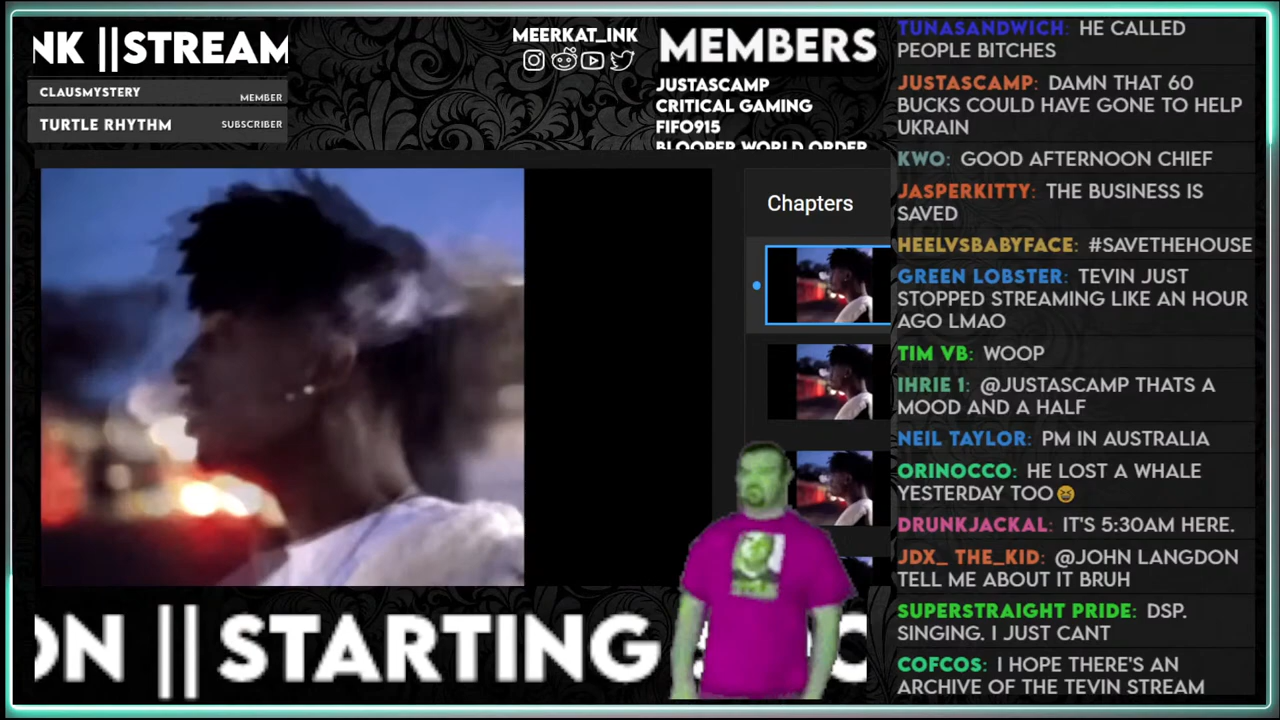 NK ||STREAM
CLAUSMYSTERY MEMBER
TURTLE RHYTHM SUBSCRIBER
MEERKAT_INK
MEMBERS
JUSTASCAMP
CRITICAL GAMING
FIFO915
BLOOPER WORLD ORDER
Chapters
ON || STARTING
TUNASANDWICH: HE CALLED
PEOPLE BITCHES
JUSTASCAMP: DAMN THAT 60
BUCKS COULD HAVE GONE TO HELP
UKRAIN
KWO: GOOD AFTERNOON CHIEF
JASPERKITTY: THE BUSINESS IS
SAVED
HEELVSBABYFACE: #SAVETHEHOUSE
GREEN LOBSTER: TEVIN JUST
STOPPED STREAMING LIKE AN HOUR
AGO LMAO
TIM VB: WOOP
IHRIE 1: @JUSTASCAMP THATS A
MOOD AND A HALF
NEIL TAYLOR: PM IN AUSTRALIA
ORINOCCO: HE LOST A WHALE
YESTERDAY TOO😆
DRUNKJACKAL: IT'S 5:30AM HERE.
JDX_ THE_KID: @JOHN LANGDON
TELL ME ABOUT IT BRUH
SUPERSTRAIGHT PRIDE: DSP.
SINGING. I JUST CANT
COFCOS: I HOPE THERE'S AN
ARCHIVE OF THE TEVIN STREAM